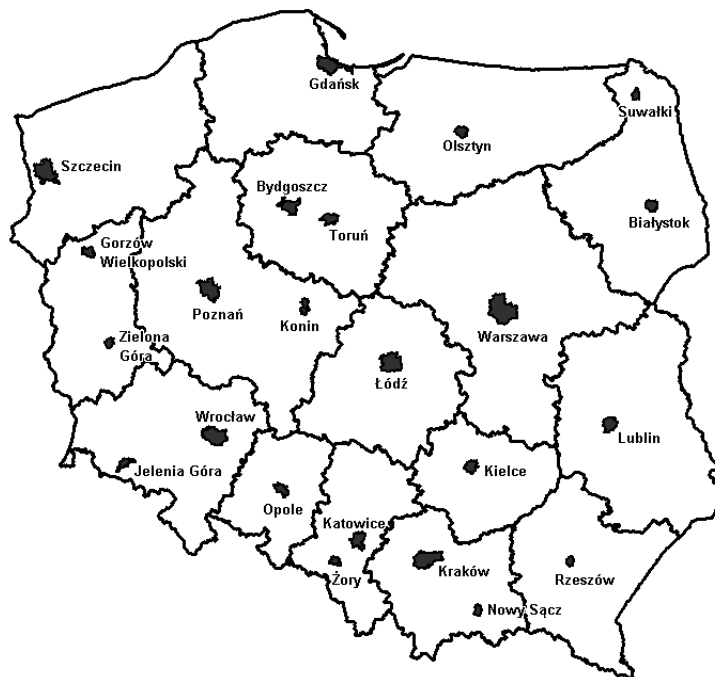 Gdańsk
Suwałki
Olsztyn
Szczecin
Bydgoszcz
Toruń
Białystok
Gorzów
Wielkopolski
Poznań
Konin
Warszawa
Zielona
Góra
Łódź
Wrocław
Lublin
Jelenia Góra
Kielce
Opole
Katowice
Żory
Kraków
Rzeszów
Nowy Sącz